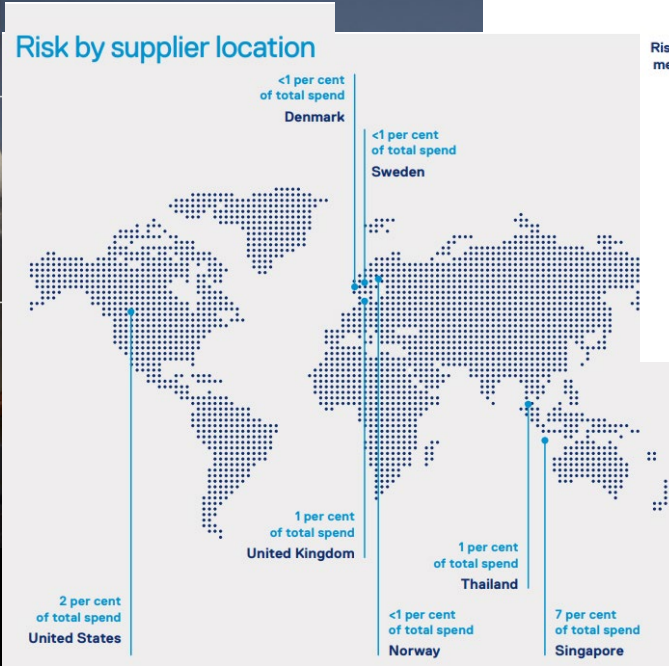 Risk by supplier location
<1 per cent
of total spend
Denmark
<1 per cent
of total spend
Sweden
1 per cent
of total spend
United Kingdom
1 per cent
of total spend
Thailand
2 per cent
of total spend
United States
<1 per cent
of total spend
Norway
7 per cent
of total spend
Singapore